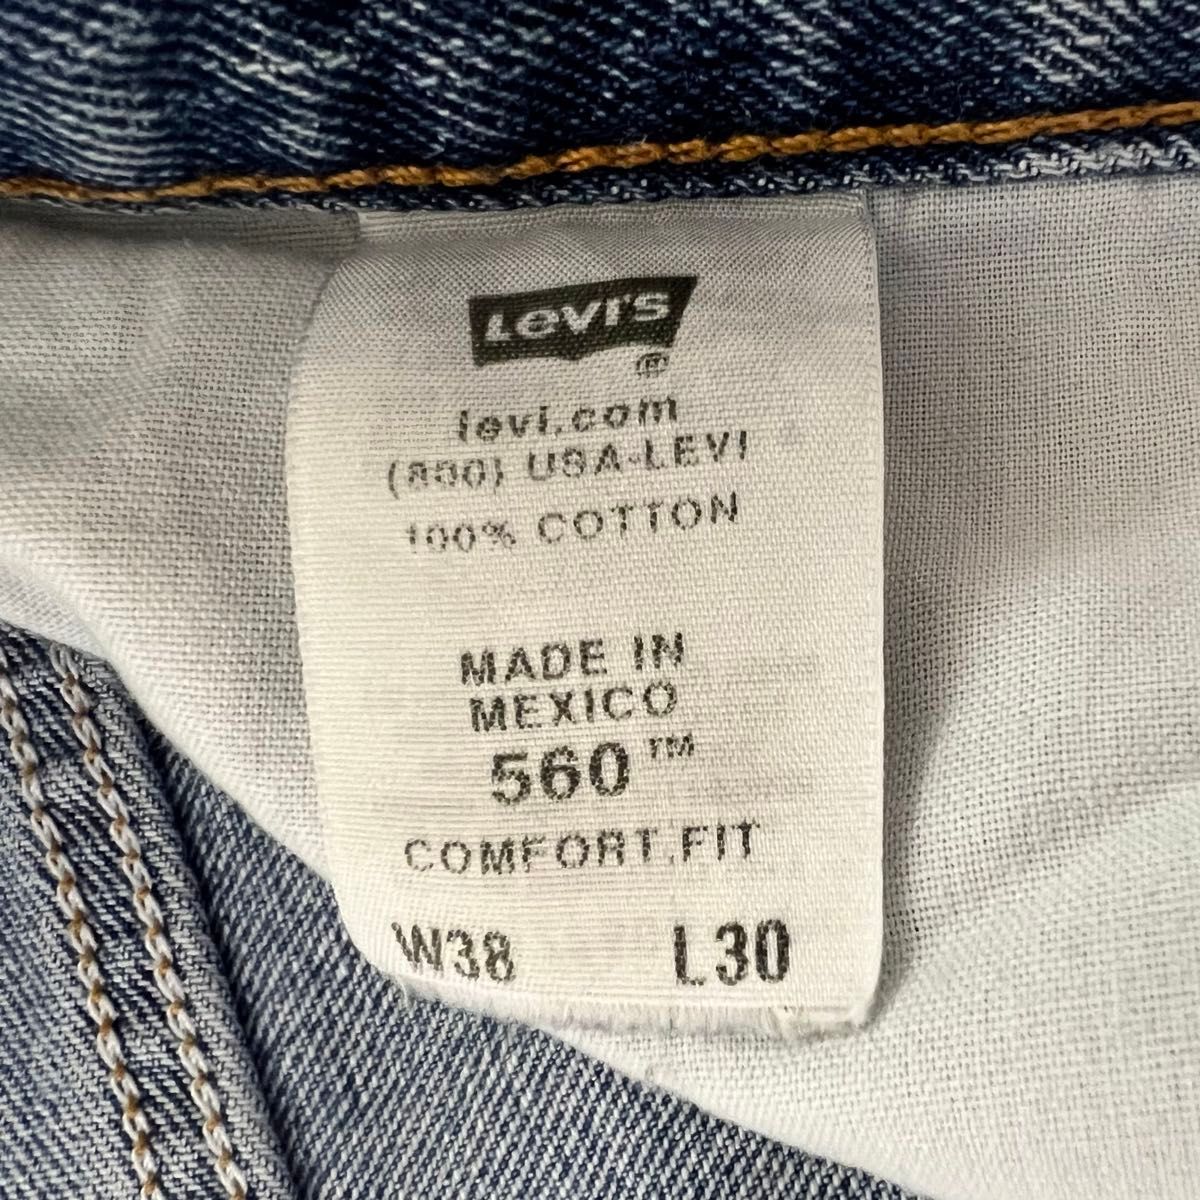 Levi's
®
levi.com
(800) USA-LEVI
100% COTTON
MADE IN
MEXICO
560™
COMFORT.FIT
W38 L30